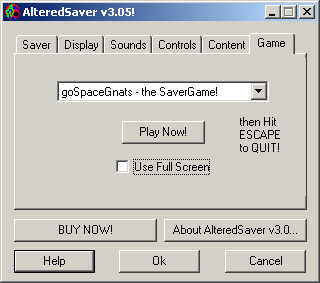 AlteredSaver v3.05!
Saver Display Sounds Controls Content Game
goSpaceGnats - the SaverGame!
Play Now!
then Hit
ESCAPE
to QUIT!
Use Full Screen
BUY NOW! About AlteredSaver v3.0...
Help Ok Cancel